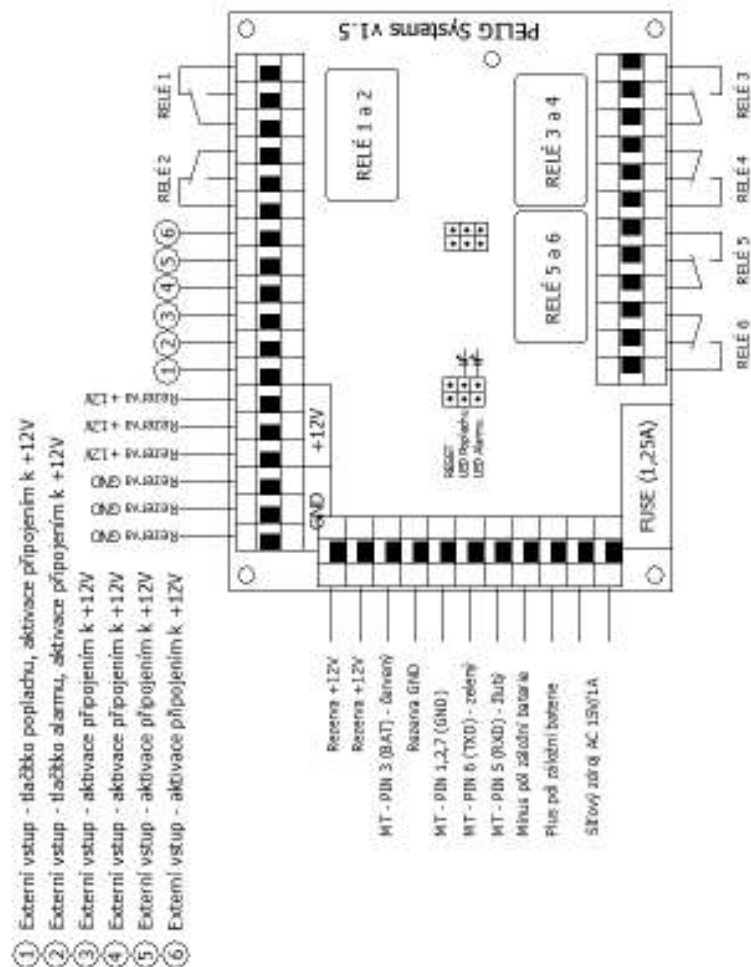 PELIG Systems v1.5
RELÉ 1
RELÉ 2
6
5
4
3
2
1
Rezerva +12V
Rezerva +12V
Rezerva +12V
Rezerva GND
Rezerva GND
Rezerva GND
+12V
GND
RELÉ 1 a 2
RELÉ 3 a 4
RELÉ 5 a 6
RESET
LED Poplachu
LED Alarmu
FUSE (1,25A)
RELÉ 3
RELÉ 4
RELÉ 5
RELÉ 6
Rezerva +12V
Rezerva +12V
MT - PIN 3 (BAT) - červený
Rezerva GND
MT - PIN 1,2,7 (GND)
MT - PIN 6 (TXD) - zelený
MT - PIN 5 (RXD) - žlutý
Mínus pól záložní baterie
Plus pól záložní baterie
Síťový zdroj AC 15V/1A
1 Externí vstup - tlačítko poplachu, aktivace připojením k +12V
2 Externí vstup - tlačítko alarmu, aktivace připojením k +12V
3 Externí vstup - aktivace připojením k +12V
4 Externí vstup - aktivace připojením k +12V
5 Externí vstup - aktivace připojením k +12V
6 Externí vstup - aktivace připojením k +12V